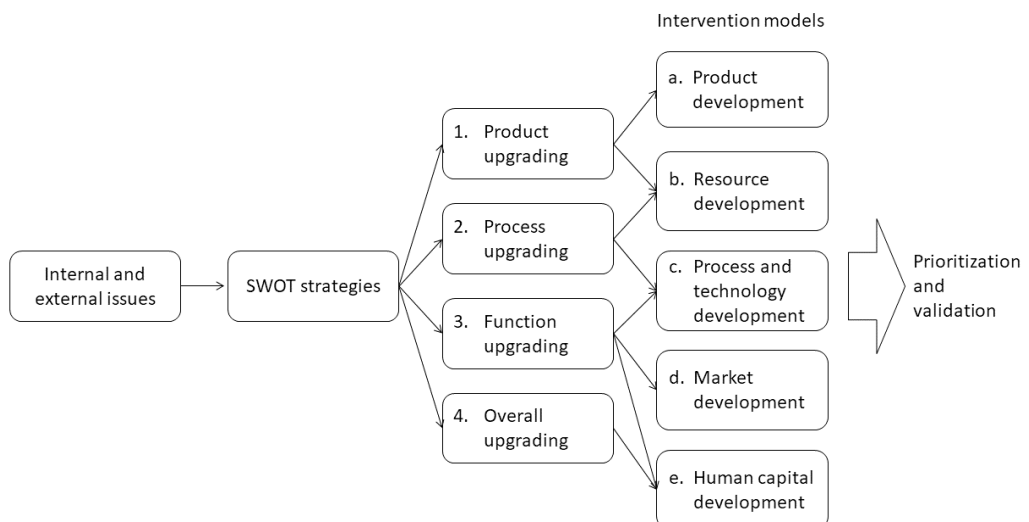 Intervention models
Internal and
external issues
SWOT strategies
1. Product
upgrading
2. Process
upgrading
3. Function
upgrading
4. Overall
upgrading
a. Product
development
b. Resource
development
c. Process and
technology
development
d. Market
development
e. Human capital
development
Prioritization
and
validation